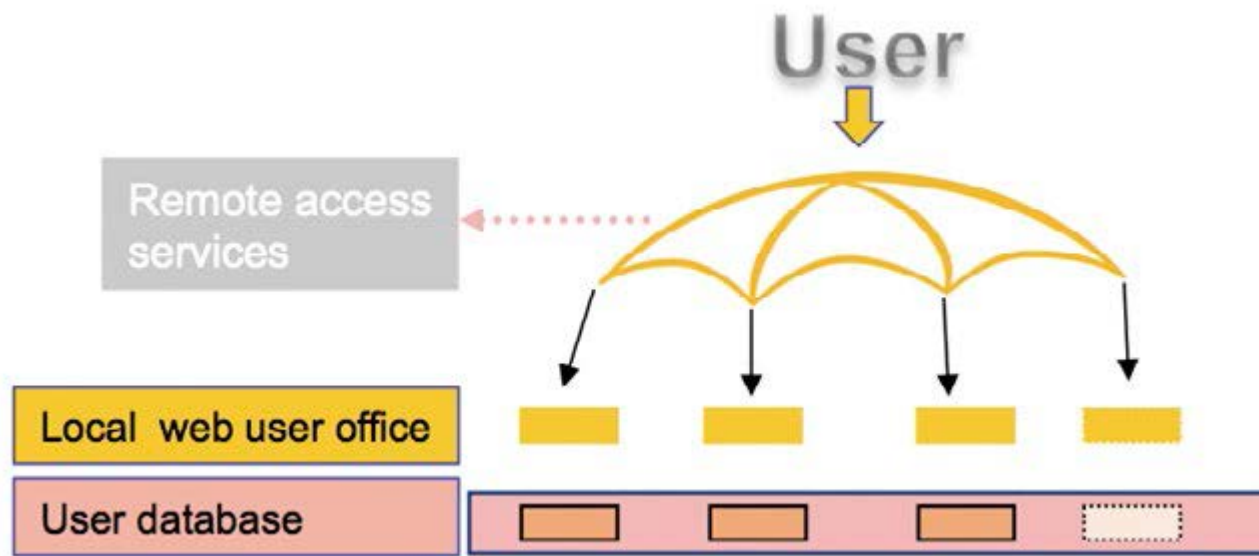 User
Remote access
services
Local web user office
User database